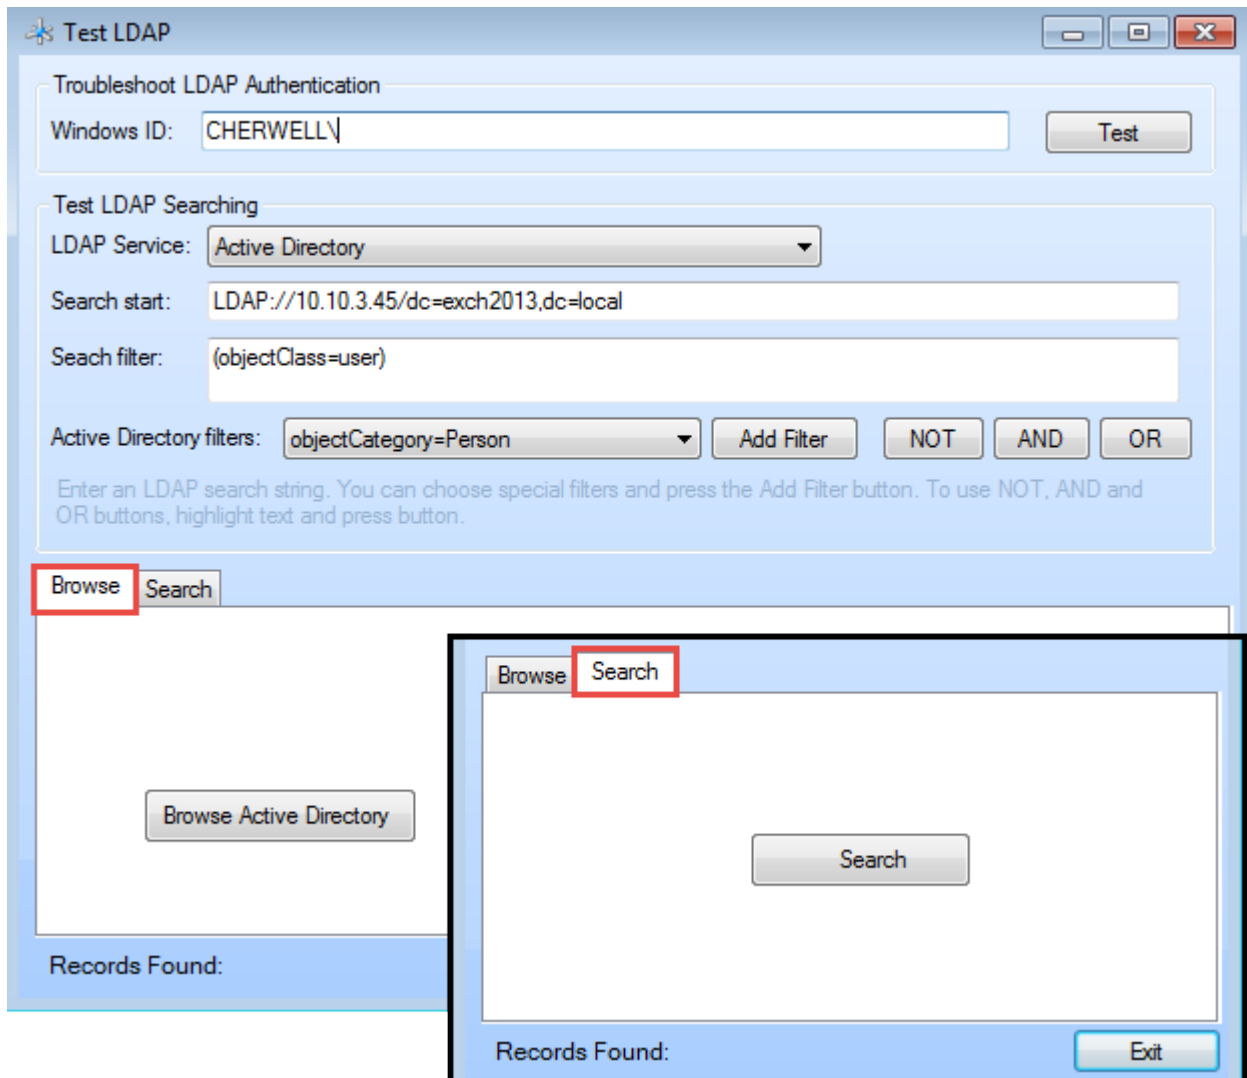 Test LDAP
Troubleshoot LDAP Authentication
Windows ID: CHERWELL\ Test
Test LDAP Searching
LDAP Service: Active Directory
Search start: LDAP://10.10.3.45/dc=exch2013,dc=local
Seach filter: (objectClass=user)
Active Directory filters: objectCategory=Person Add Filter NOT AND OR
Enter an LDAP search string. You can choose special filters and press the Add Filter button. To use NOT, AND and
OR buttons, highlight text and press button.
Browse Search
Browse Active Directory
Records Found:
Browse Search
Search
Records Found: Exit